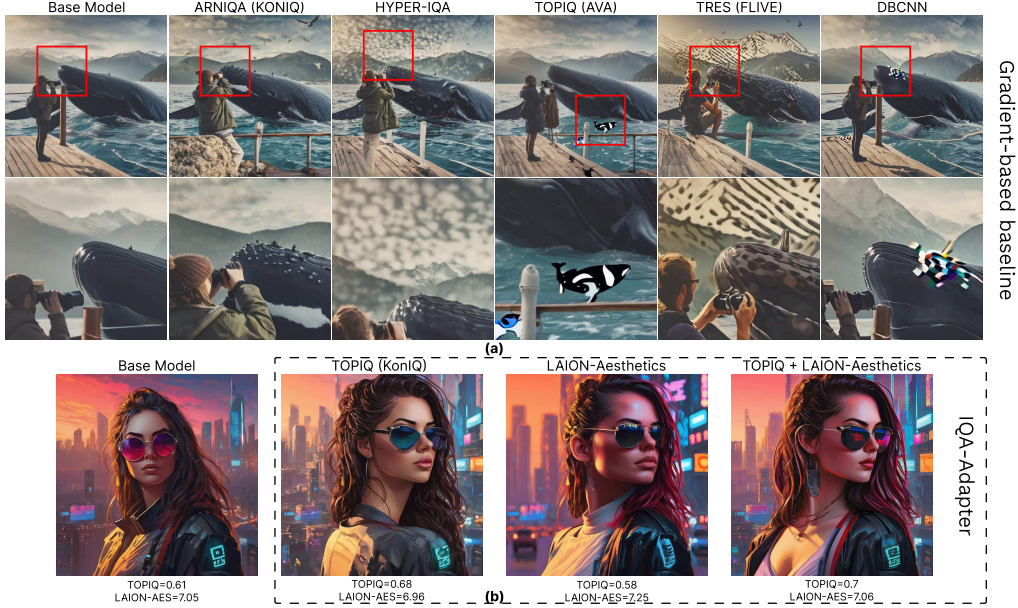 Base Model
ARNIQA (KONIQ)
HYPER-IQA
TOPIQ (AVA)
TRES (FLIVE)
DBCNN
Gradient-based baseline
(a)
Base Model
TOPIQ (KonIQ)
LAION-Aesthetics
TOPIQ + LAION-Aesthetics
IQA-Adapter
TOPIQ=0.61
LAION-AES=7.05
TOPIQ=0.68
LAION-AES=6.96
TOPIQ=0.58
LAION-AES=7.25
TOPIQ=0.7
LAION-AES=7.06
(b)